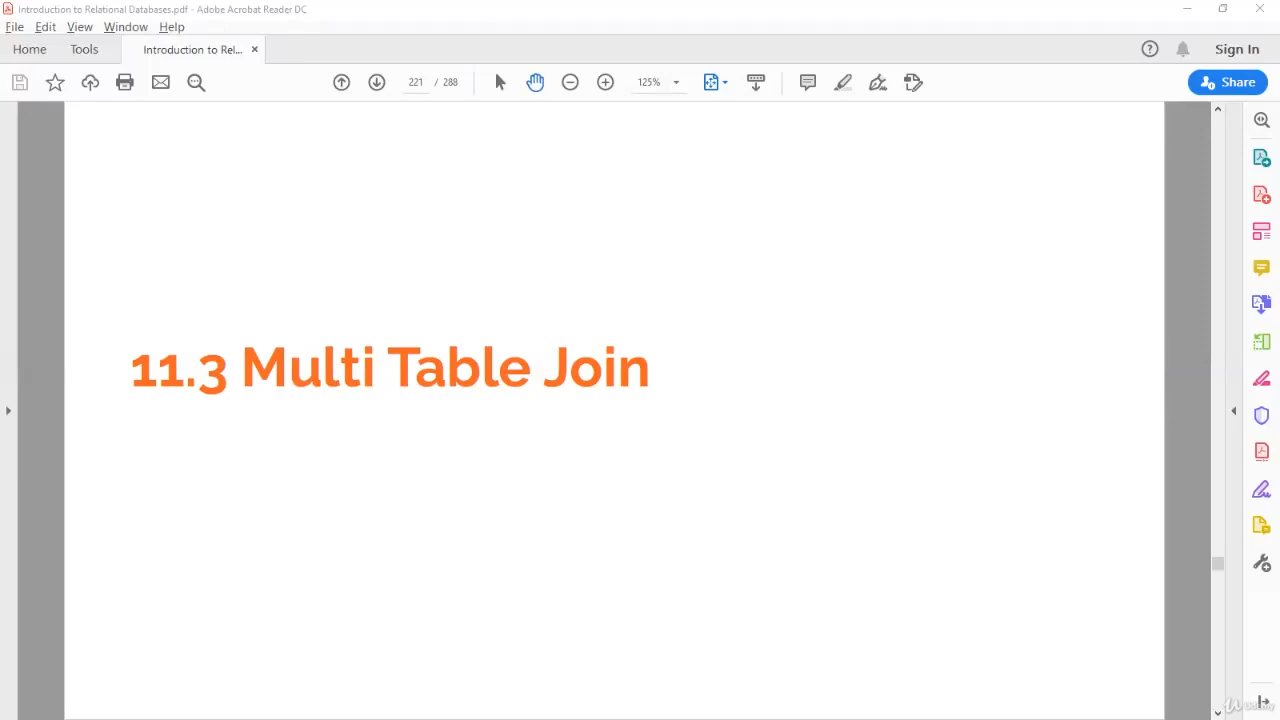 Introduction to Relational Databases.pdf - Adobe Acrobat Reader DC
File Edit View Window Help
Home Tools Introduction to Rel... × Sign In
221 / 288 125% Share
11.3 Multi Table Join
Udemy